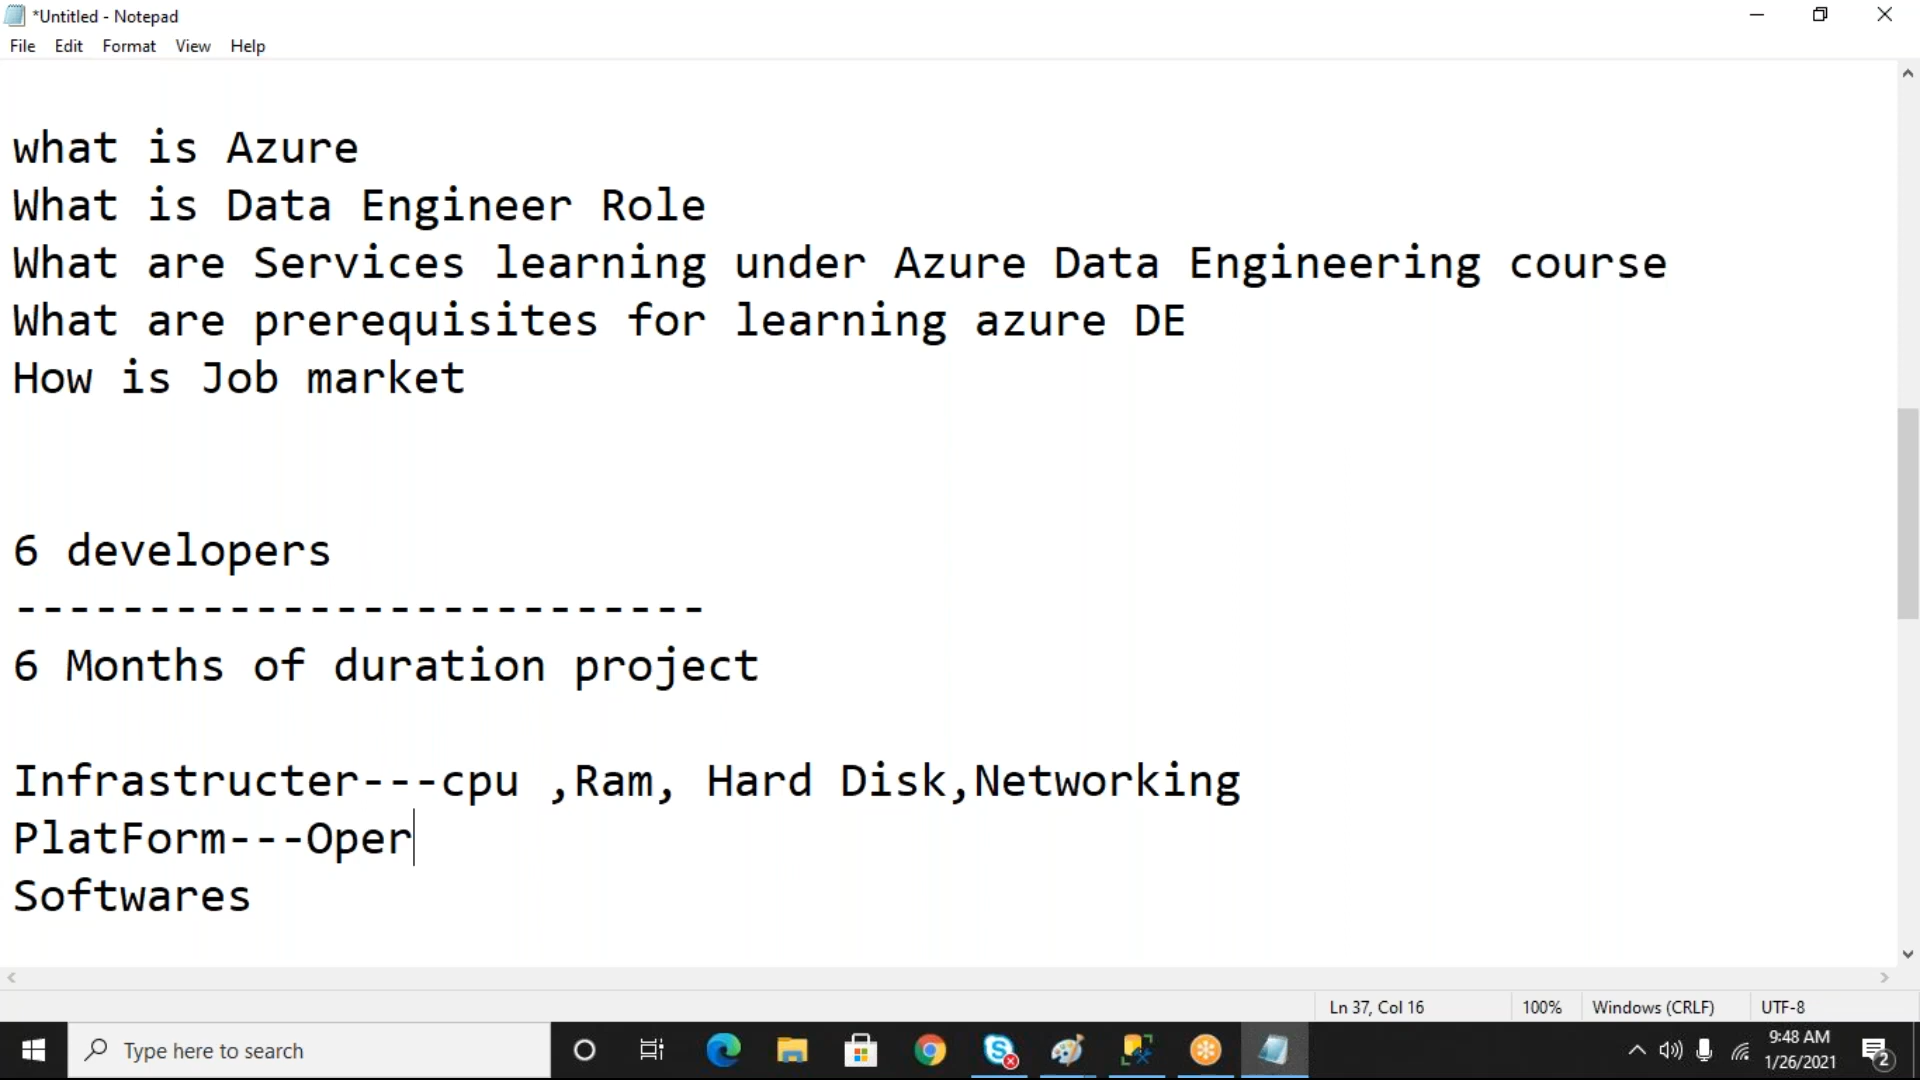 *Untitled - Notepad
File Edit Format View Help
what is Azure
What is Data Engineer Role
What are Services learning under Azure Data Engineering course
What are prerequisites for learning azure DE
How is Job market
6 developers
--------------------------
6 Months of duration project
Infrastructer---cpu ,Ram, Hard Disk,Networking
PlatForm---Oper
Softwares
Ln 37, Col 16 100% Windows (CRLF) UTF-8
Type here to search
9:48 AM
1/26/2021
2